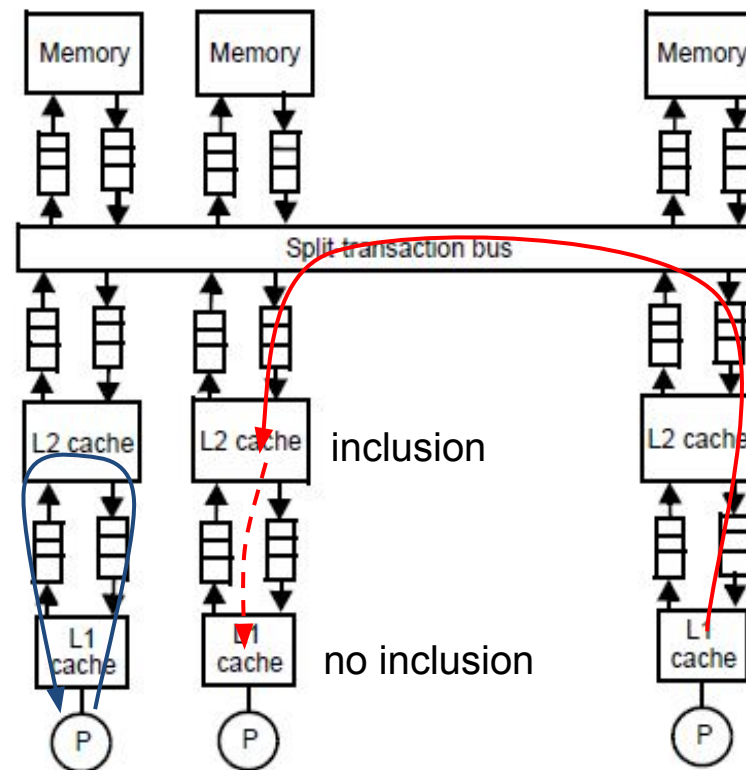 Memory
Memory
Memory
Split-transaction bus
L2 cache
L2 cache
inclusion
L2 cache
L1
cache
L1
cache
no inclusion
L1
cache
P
P
P